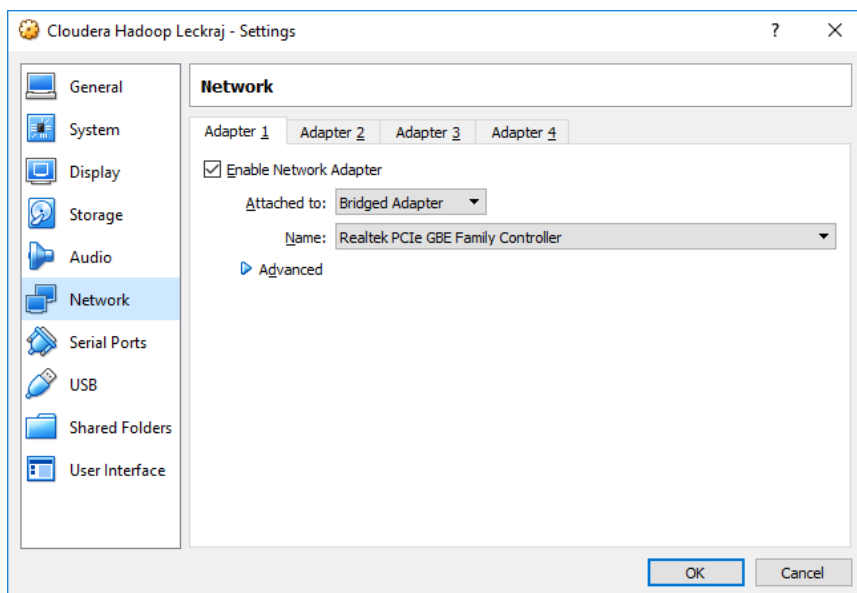 Cloudera Hadoop Leckraj - Settings
?
General
System
Display
Storage
Audio
Network
Serial Ports
USB
Shared Folders
User Interface
Network
Adapter 1 Adapter 2 Adapter 3 Adapter 4
Enable Network Adapter
Attached to: Bridged Adapter
Name: Realtek PCIe GBE Family Controller
Advanced
OK Cancel